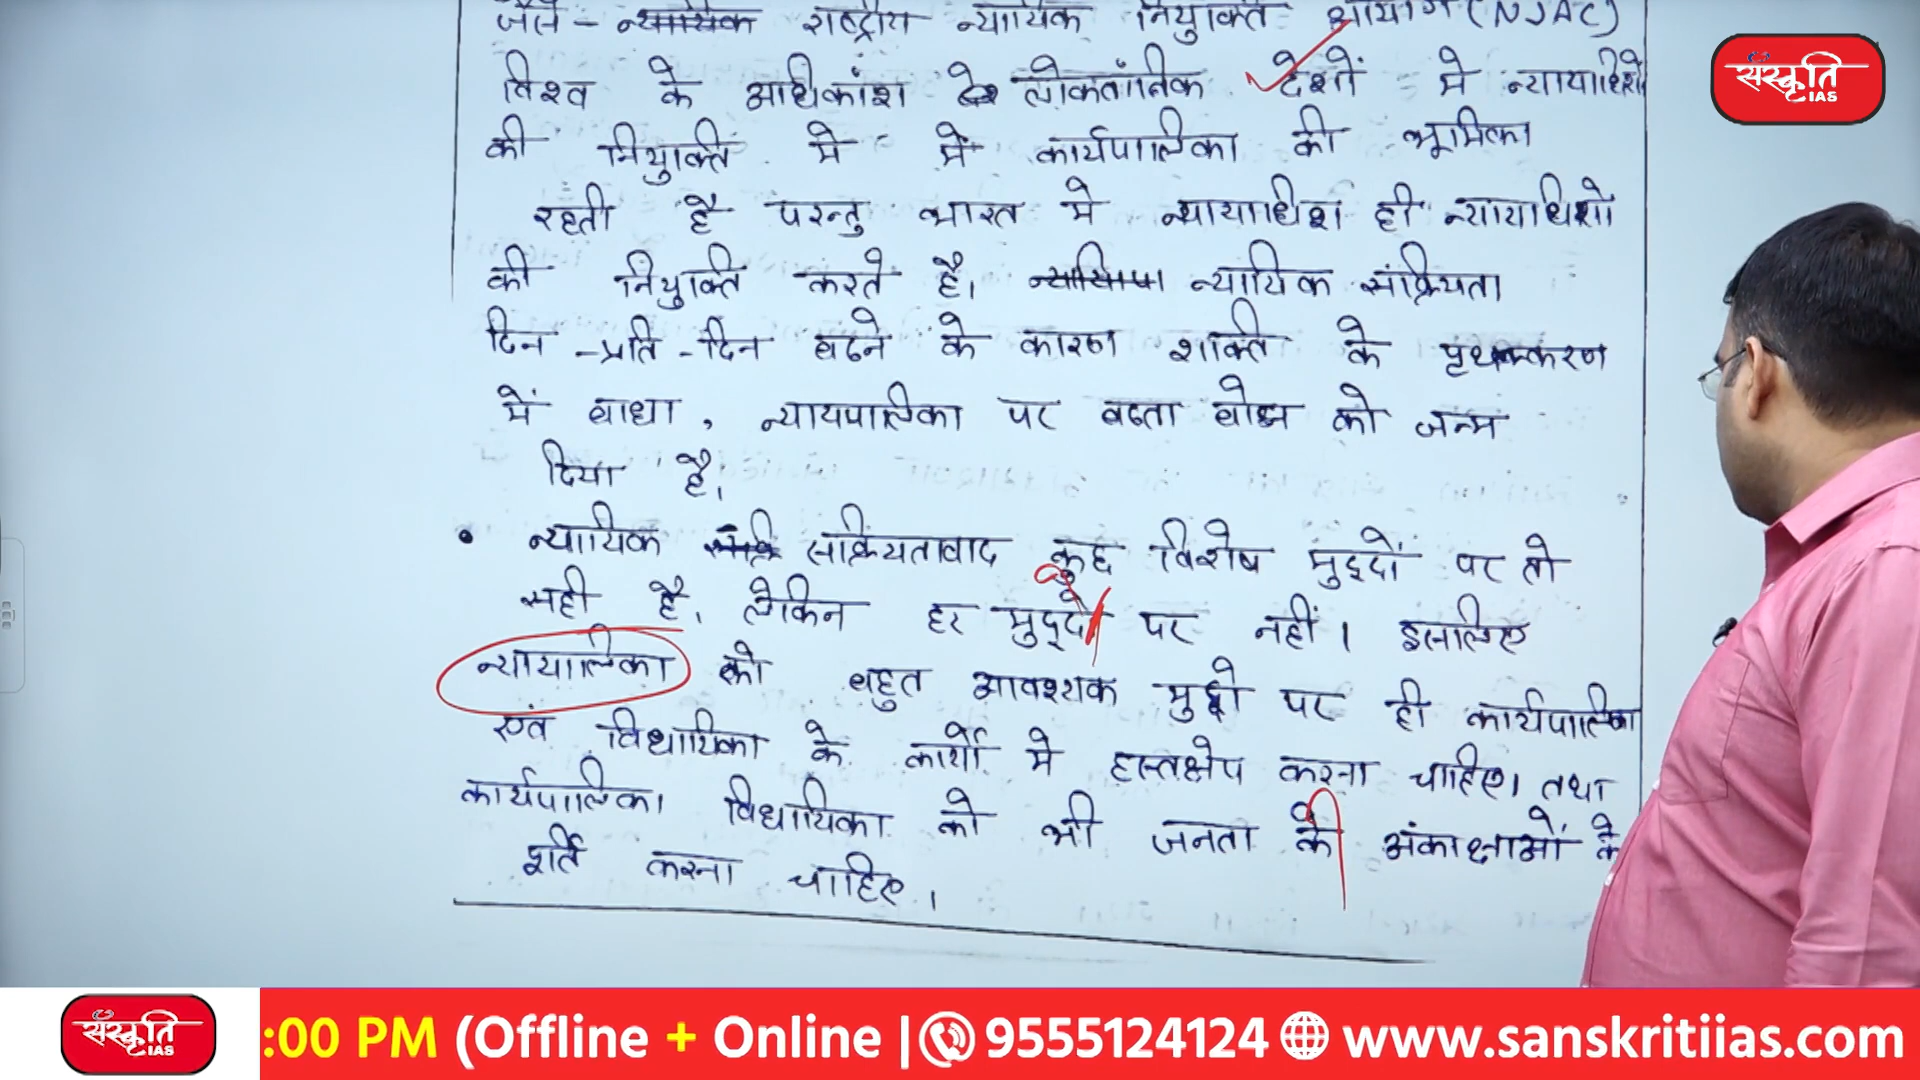 जैसे - न्यायिक राष्ट्रीय न्यायिक नियुक्ति आयोग (NJAC)
विश्व के अधिकांश लोकतांत्रिक देशों में न्यायाधिशों
की नियुक्ति मे में कार्यपालिका की भूमिका
रहती है परन्तु भारत मे न्यायाधिश ही न्यायाधिशों
की नियुक्ति करते है। न्यायिक सक्रियता
दिन - प्रति - दिन बढने के कारण शक्ति के पृथक्करण
में बाधा, न्यायपालिका पर बढता बोझ को जन्म
दिया है।
• न्यायिक सक्रियतावाद कुछ विशेष मुद्दों पर तो
सही है, लेकिन हर मुद्दे पर नहीं। इसलिए
न्यायालिका को बहुत आवश्यक मुद्दो पर ही कार्यपालिका
एवं विधायिका के कार्यो मे हस्तक्षेप करना चाहिए। तथा
कार्यपालिका विधायिका को भी जनता की अंकाक्षाओं के
करना चाहिए।
संस्कृति
IAS
संस्कृति
IAS
:00 PM (Offline + Online | 9555124124 www.sanskritiias.com